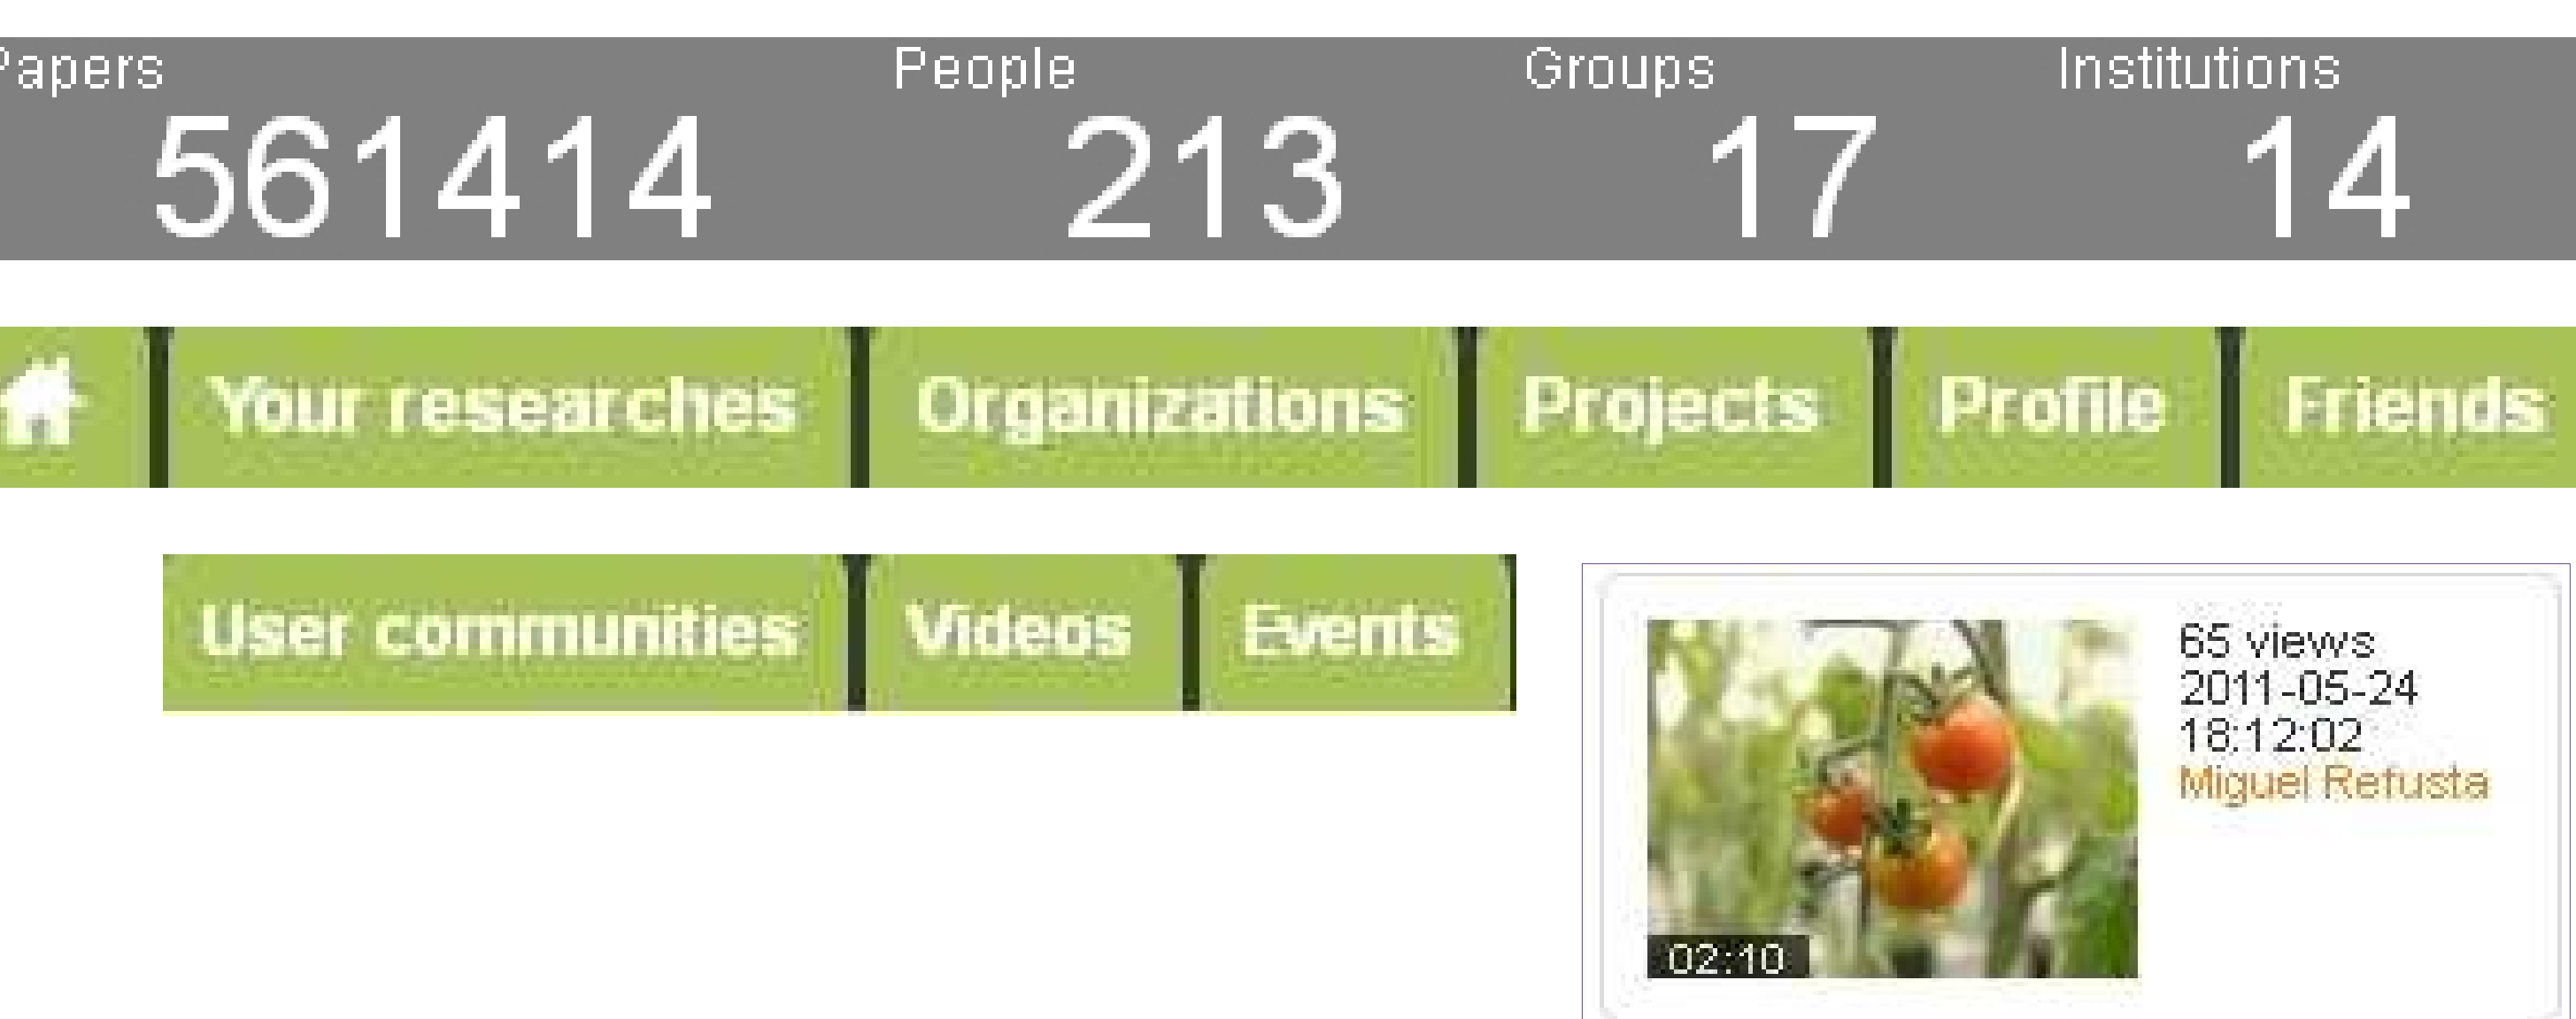 Papers People Groups Institutions
561414 213 17 14
Your researches Organizations Projects Profile Friends
User communities Videos Events
65 views
2011-05-24
18:12:02
Miguel Refusta
02:10